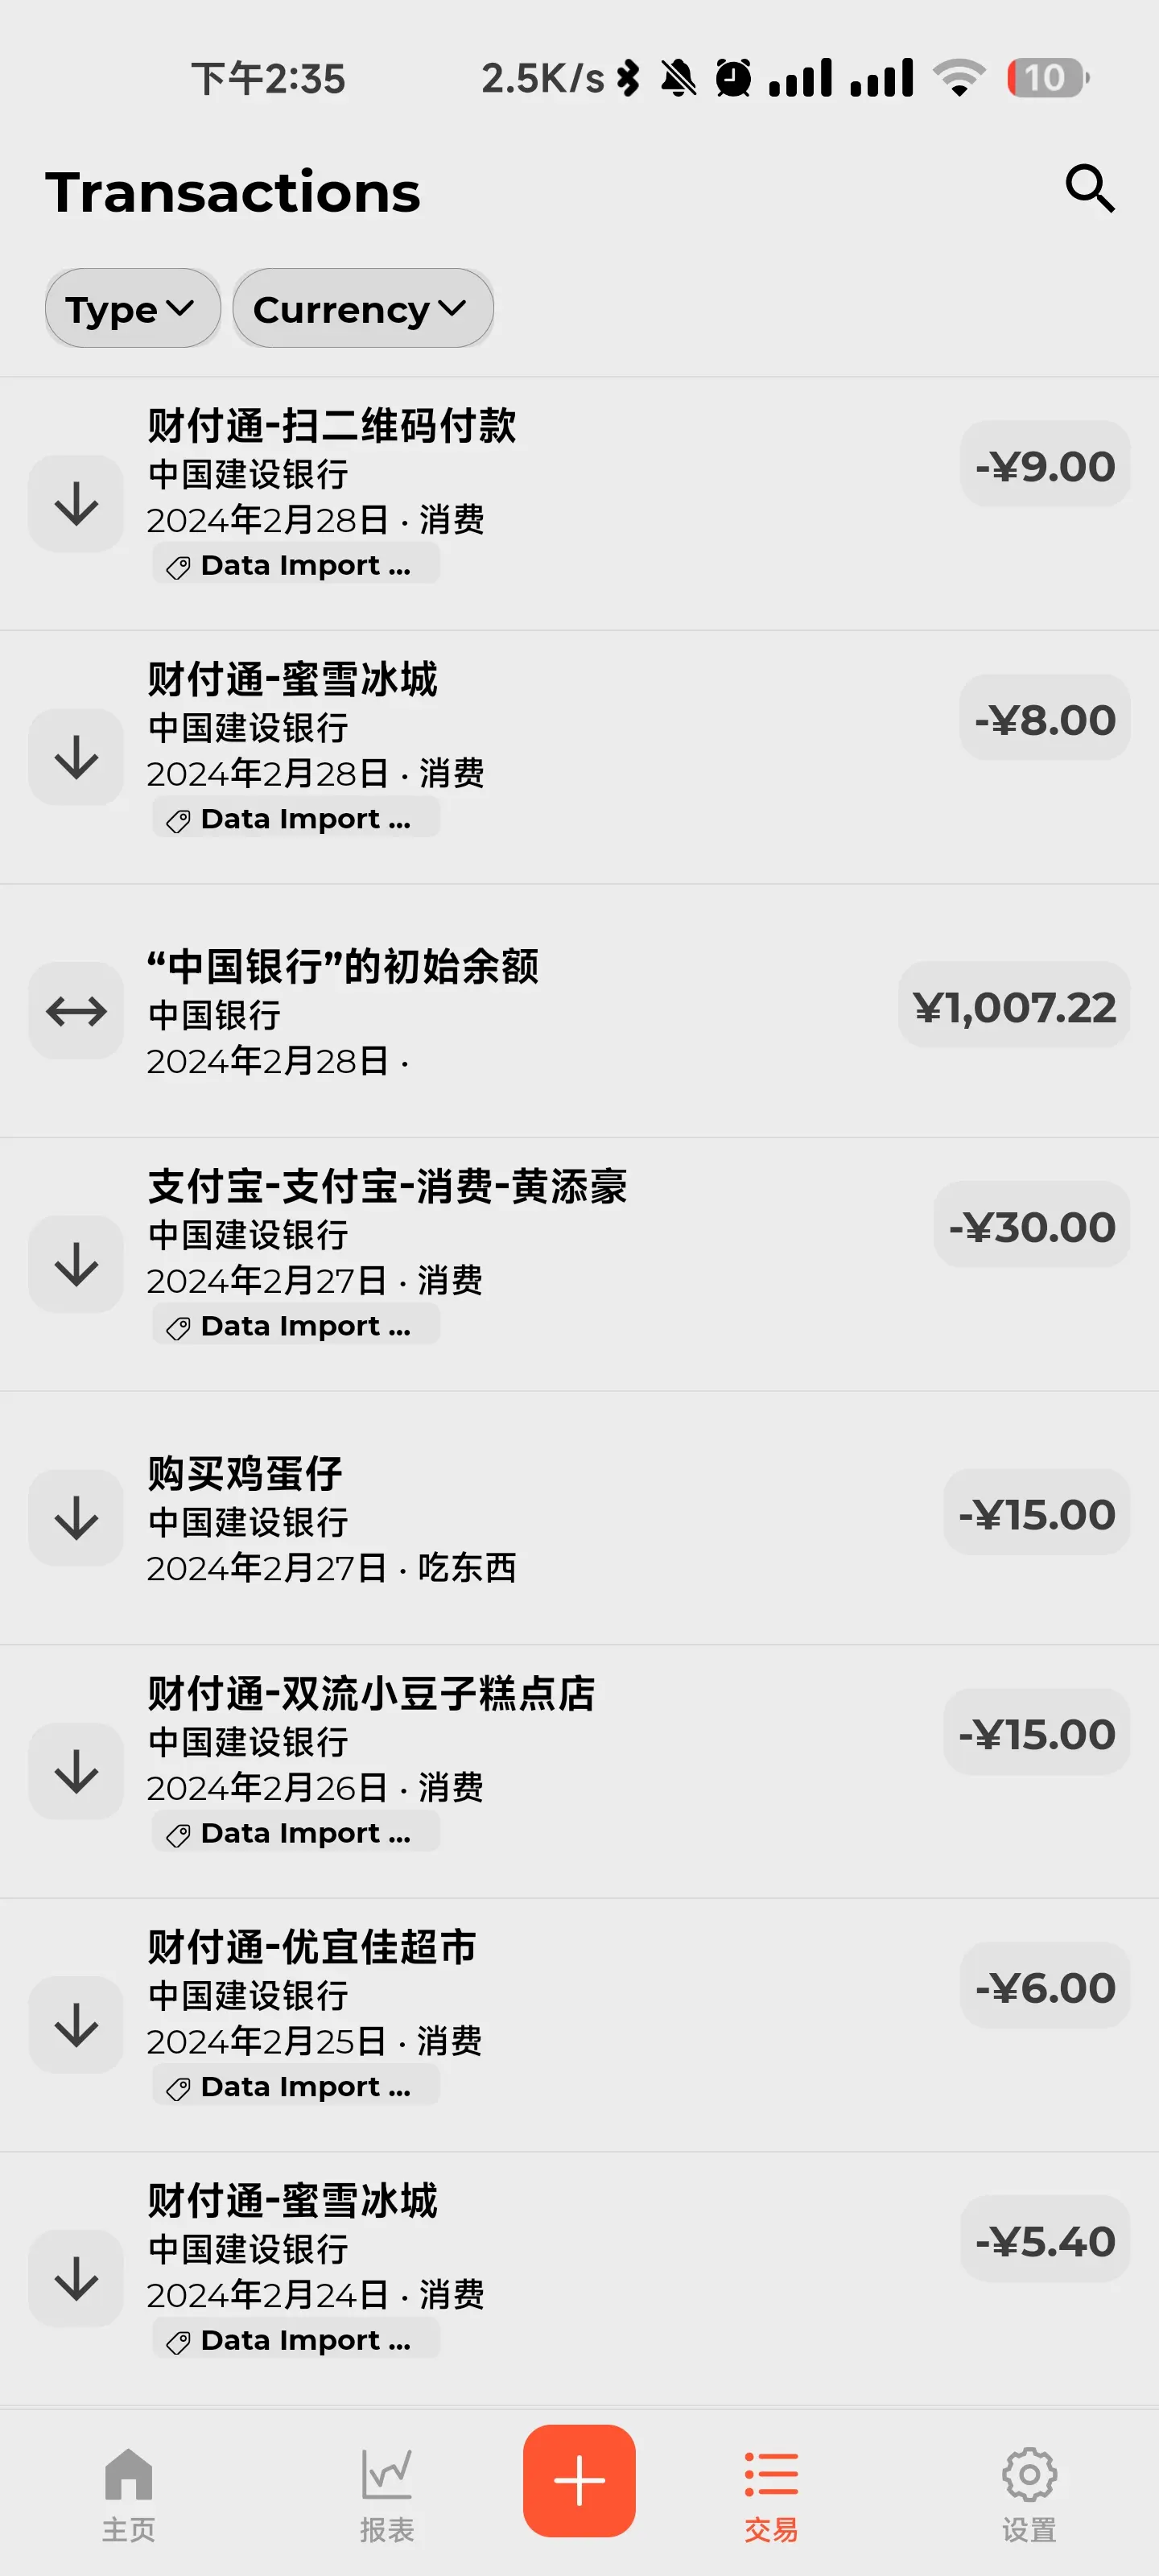 下午2:35 2.5K/s 10
Transactions
Type Currency
财付通-扫二维码付款
中国建设银行
2024年2月28日 · 消费
Data Import ...
-¥9.00
财付通-蜜雪冰城
中国建设银行
2024年2月28日 · 消费
Data Import ...
-¥8.00
“中国银行”的初始余额
中国银行
2024年2月28日 ·
¥1,007.22
支付宝-支付宝-消费-黄添豪
中国建设银行
2024年2月27日 · 消费
Data Import ...
-¥30.00
购买鸡蛋仔
中国建设银行
2024年2月27日 · 吃东西
-¥15.00
财付通-双流小豆子糕点店
中国建设银行
2024年2月26日 · 消费
Data Import ...
-¥15.00
财付通-优宜佳超市
中国建设银行
2024年2月25日 · 消费
Data Import ...
-¥6.00
财付通-蜜雪冰城
中国建设银行
2024年2月24日 · 消费
Data Import ...
-¥5.40
主页 报表 交易 设置